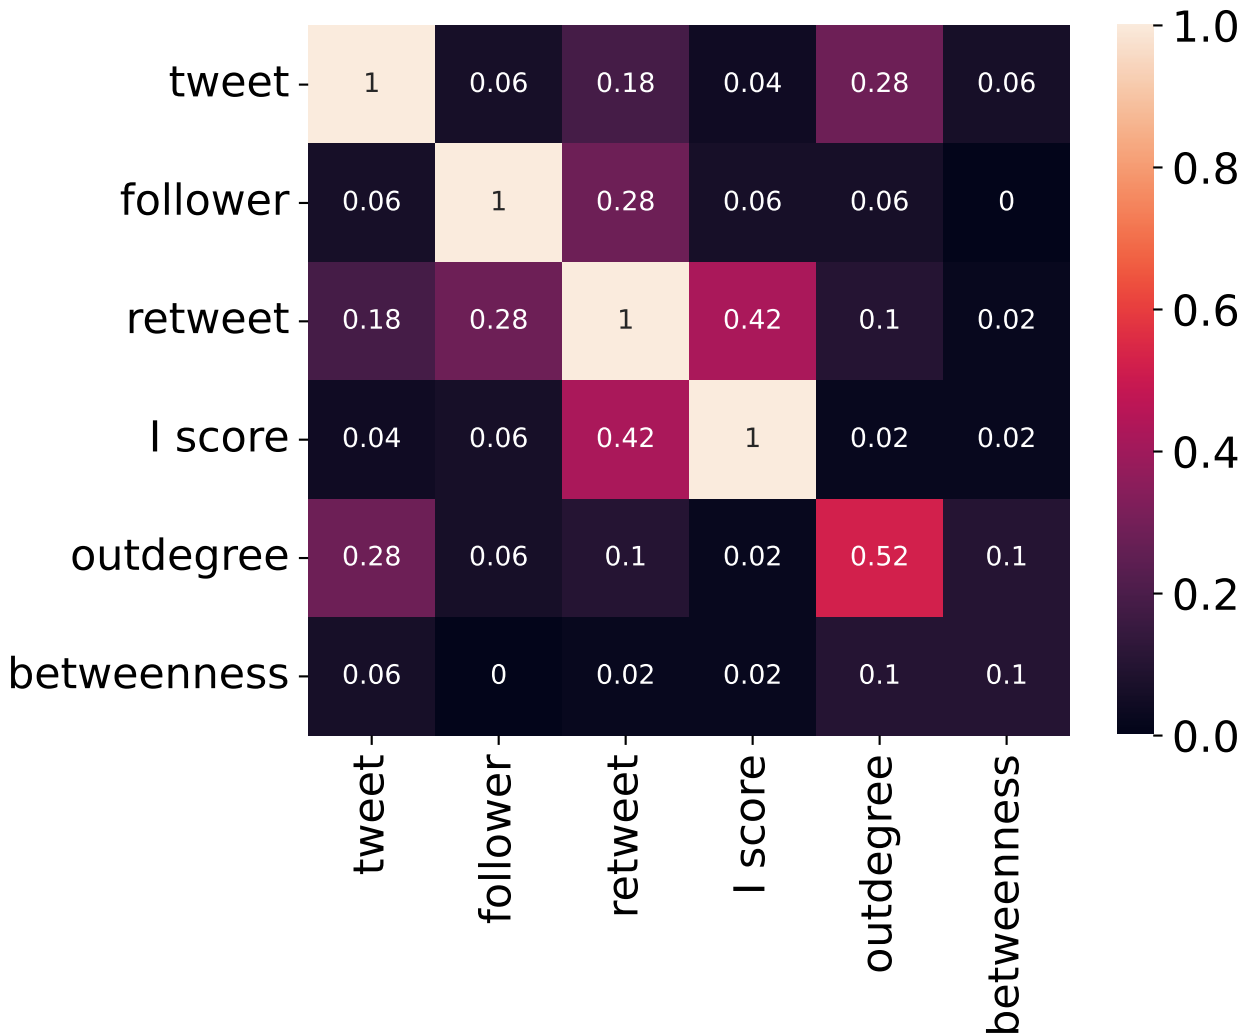 tweet 1 0.06 0.18 0.04 0.28 0.06
follower 0.06 1 0.28 0.06 0.06 0
retweet 0.18 0.28 1 0.42 0.1 0.02
I score 0.04 0.06 0.42 1 0.02 0.02
outdegree 0.28 0.06 0.1 0.02 0.52 0.1
betweenness 0.06 0 0.02 0.02 0.1 0.1
tweet
follower
retweet
I score
outdegree
betweenness
1.0
0.8
0.6
0.4
0.2
0.0